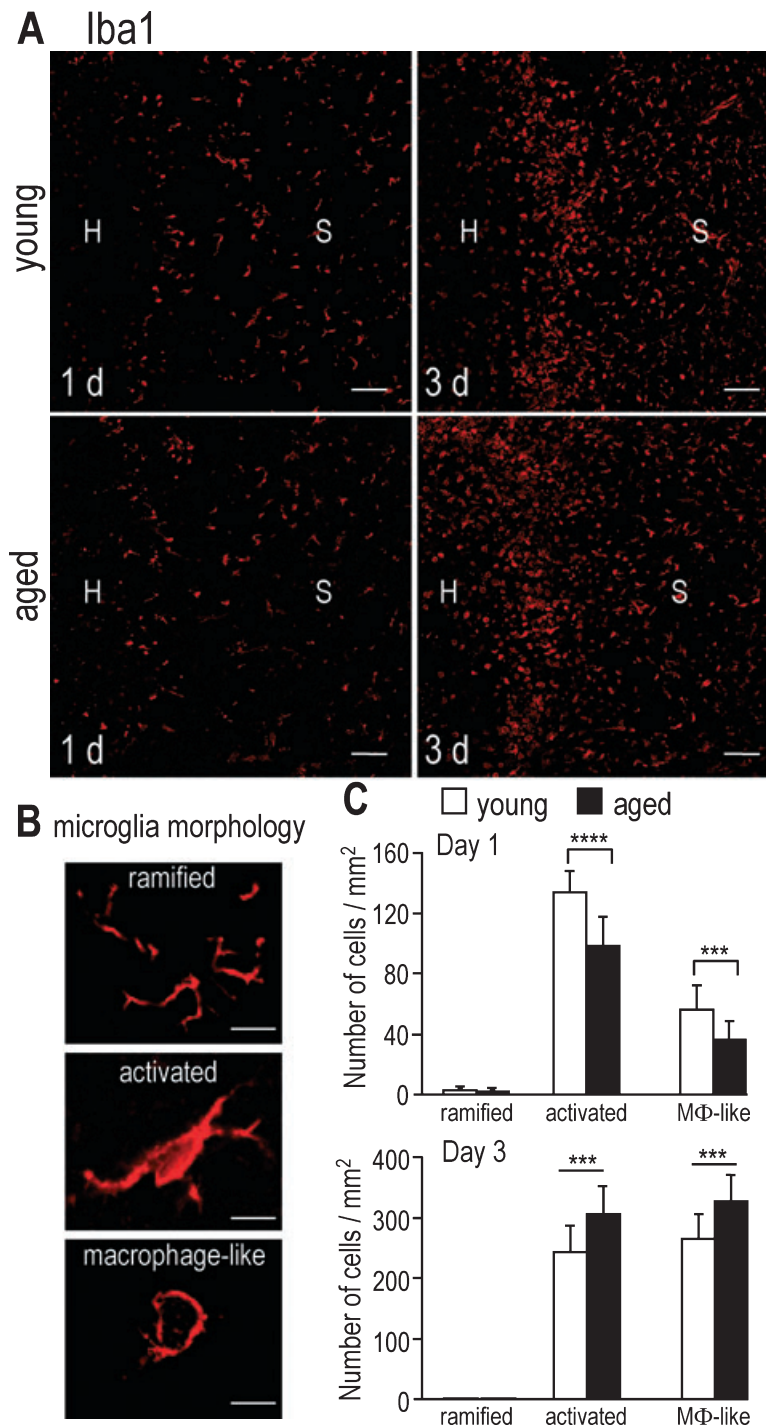 A Iba1
young
H S
1 d
H S
3 d
aged
H S
1 d
H S
3 d
B microglia morphology
ramified
activated
macrophage-like
C young aged
Day 1
Number of cells / mm²
160
120
80
40
0
**** ***
ramified activated MΦ-like
Day 3
Number of cells / mm²
400
300
200
100
0
*** ***
ramified activated MΦ-like